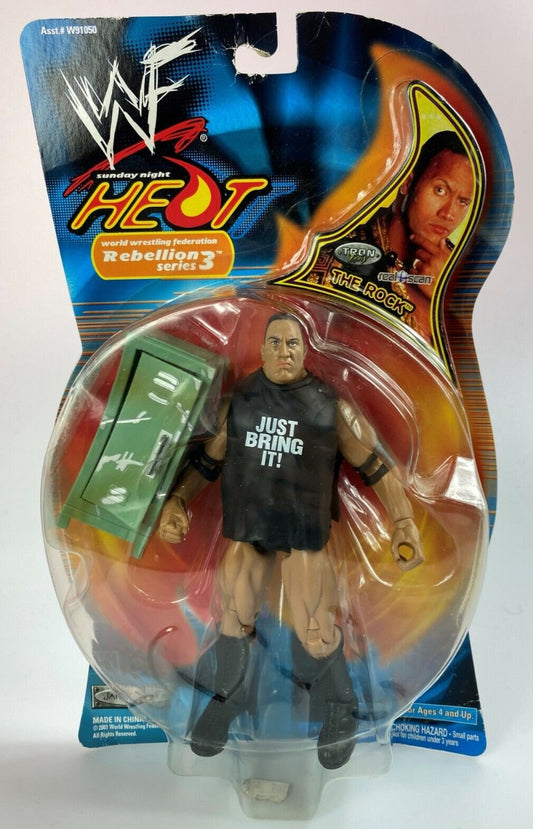 Asst.# W91050
WF
®
sunday night
HEAT
world wrestling federation
Rebellion™
series 3
TRON
real scan
THE ROCK™
JUST
BRING
IT!
MADE IN CHINA
© 2001 World Wrestling Federation
All Rights Reserved.
For Ages 4 and Up.
CHOKING HAZARD - Small parts
Not for children under 3 years